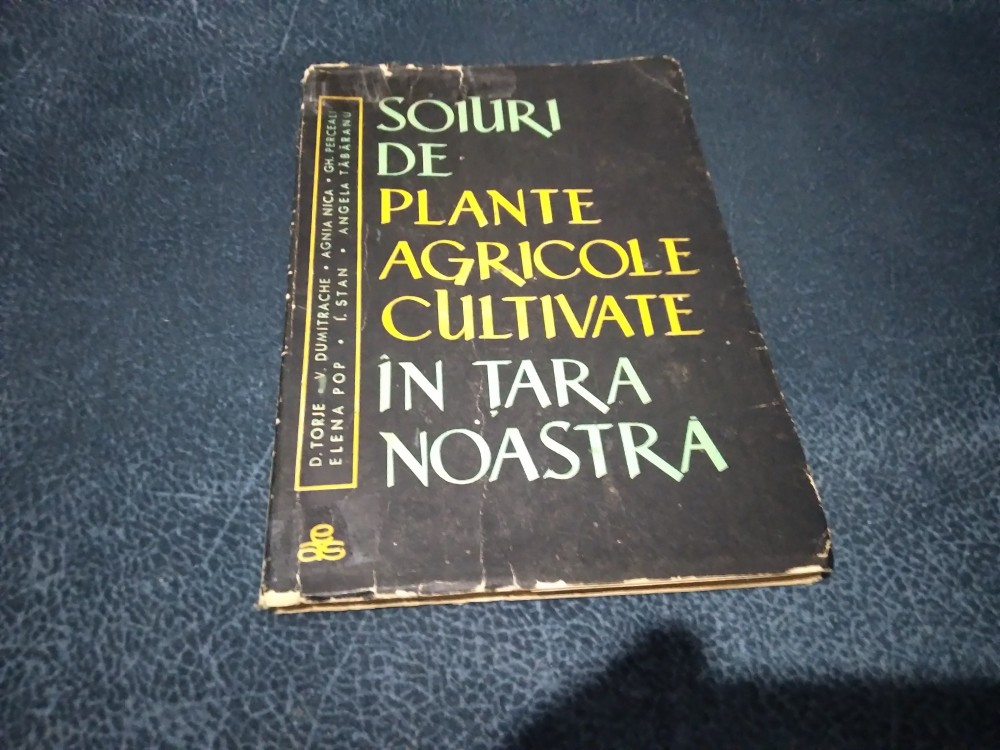 SOIURI
DE
PLANTE
AGRICOLE
CULTIVATE
ÎN ȚARA
NOASTRĂ
D. TORJE • V. DUMITRACHE • AGNIA NICA • GH. PERCEALI
ELENA POP • I. STAN • ANGELA TĂBĂRANU